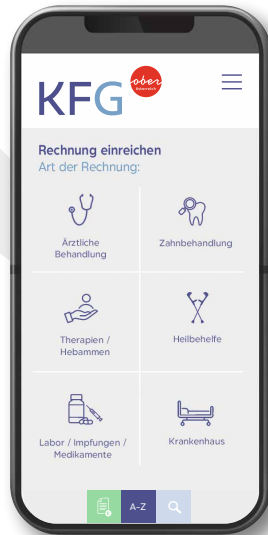 KFG
ober
österreich
Rechnung einreichen
Art der Rechnung:
Ärztliche
Behandlung
Zahnbehandlung
Therapien /
Hebammen
Heilbehelfe
Labor / Impfungen /
Medikamente
Krankenhaus
€
A-Z